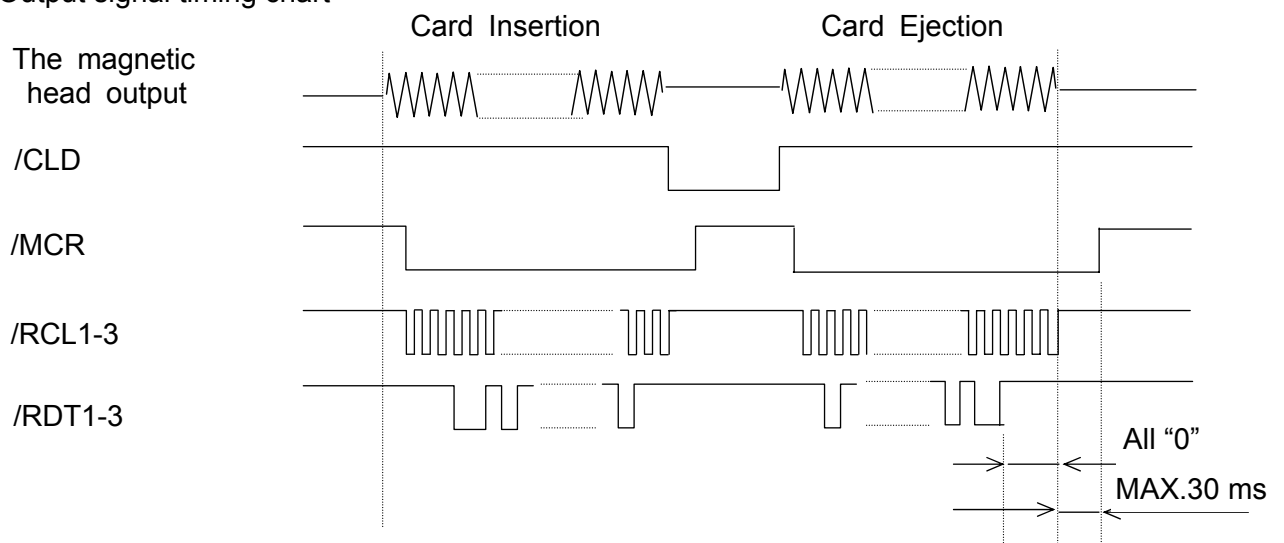 Output signal timing chart
Card Insertion
Card Ejection
The magnetic
head output
/CLD
/MCR
/RCL1-3
/RDT1-3
All “0”
MAX.30 ms